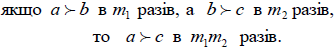 якщо a ≻ b в m₁ разів, а b ≻ c в m₂ разів,
то a ≻ c в m₁m₂ разів.